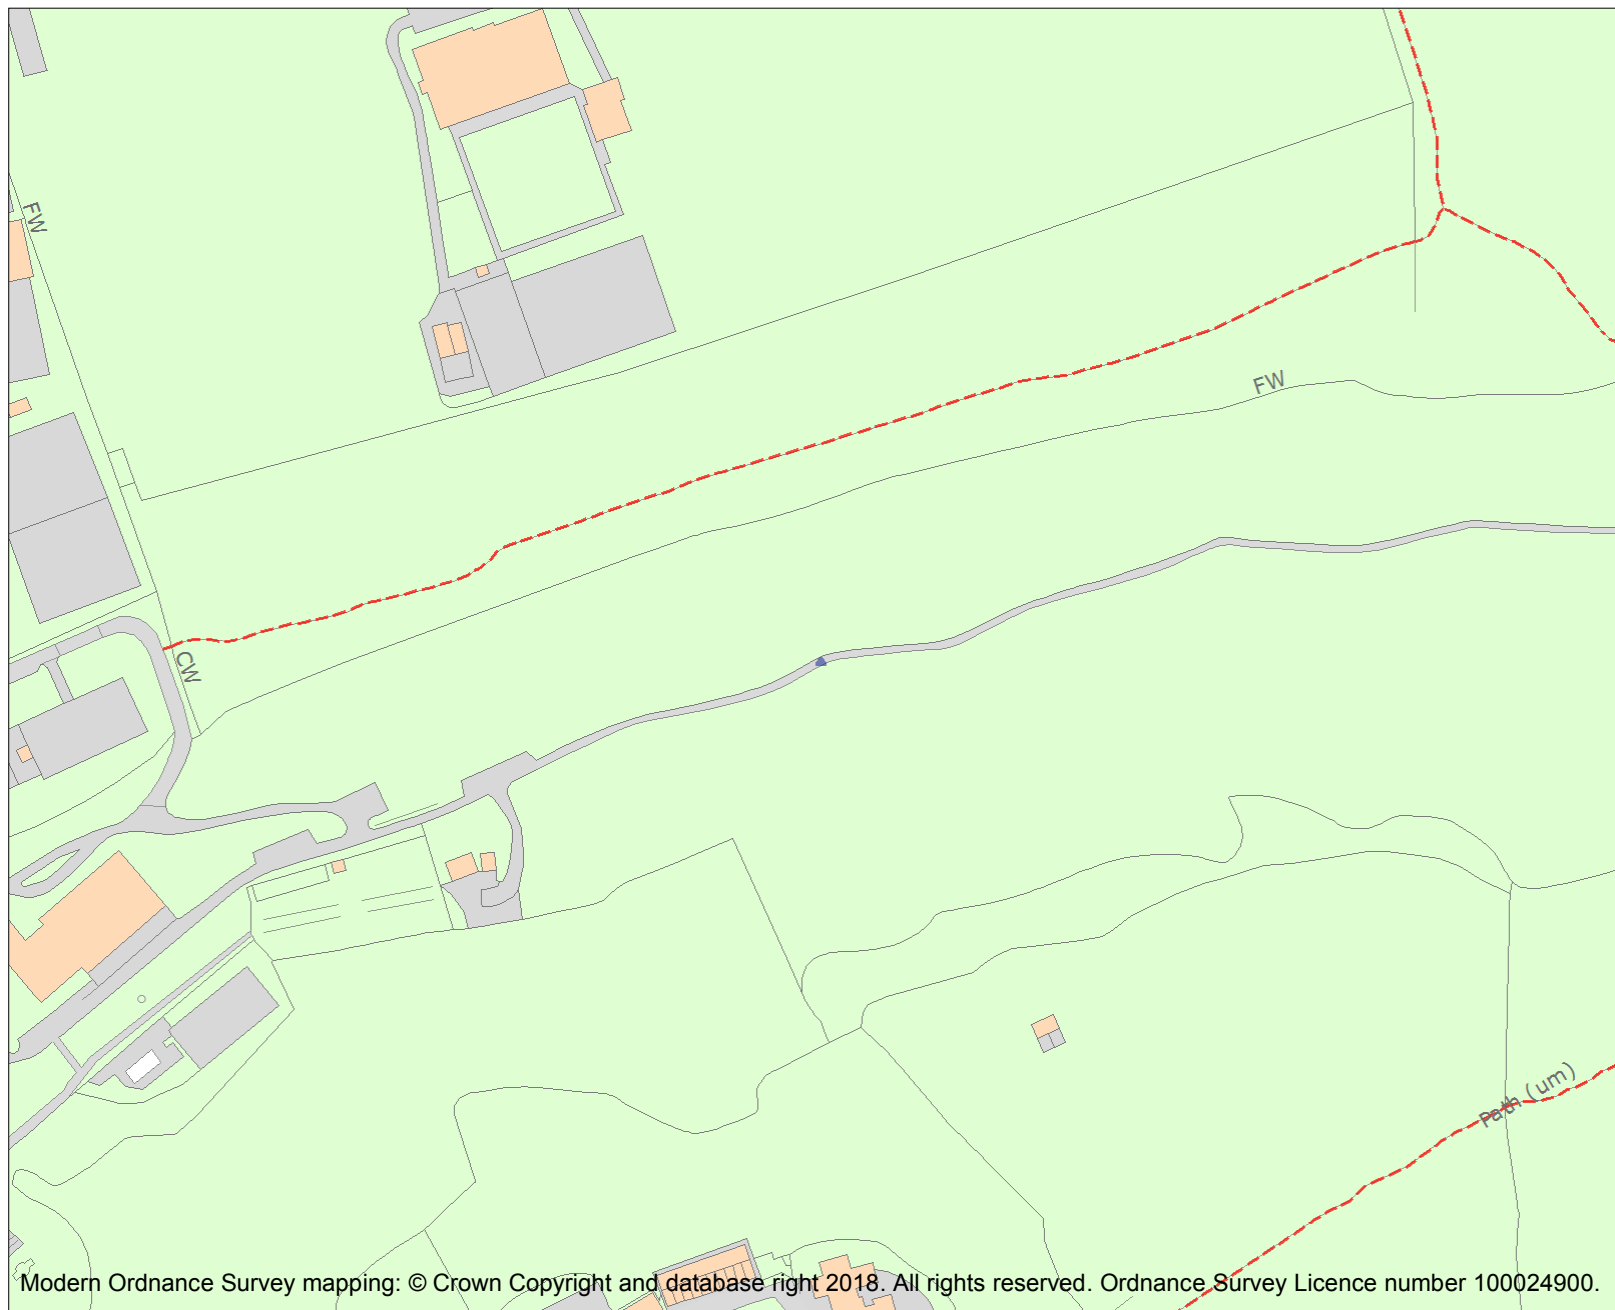 FW
FW
CW
Path (um)
Modern Ordnance Survey mapping: © Crown Copyright and database right 2018. All rights reserved. Ordnance Survey Licence number 100024900.